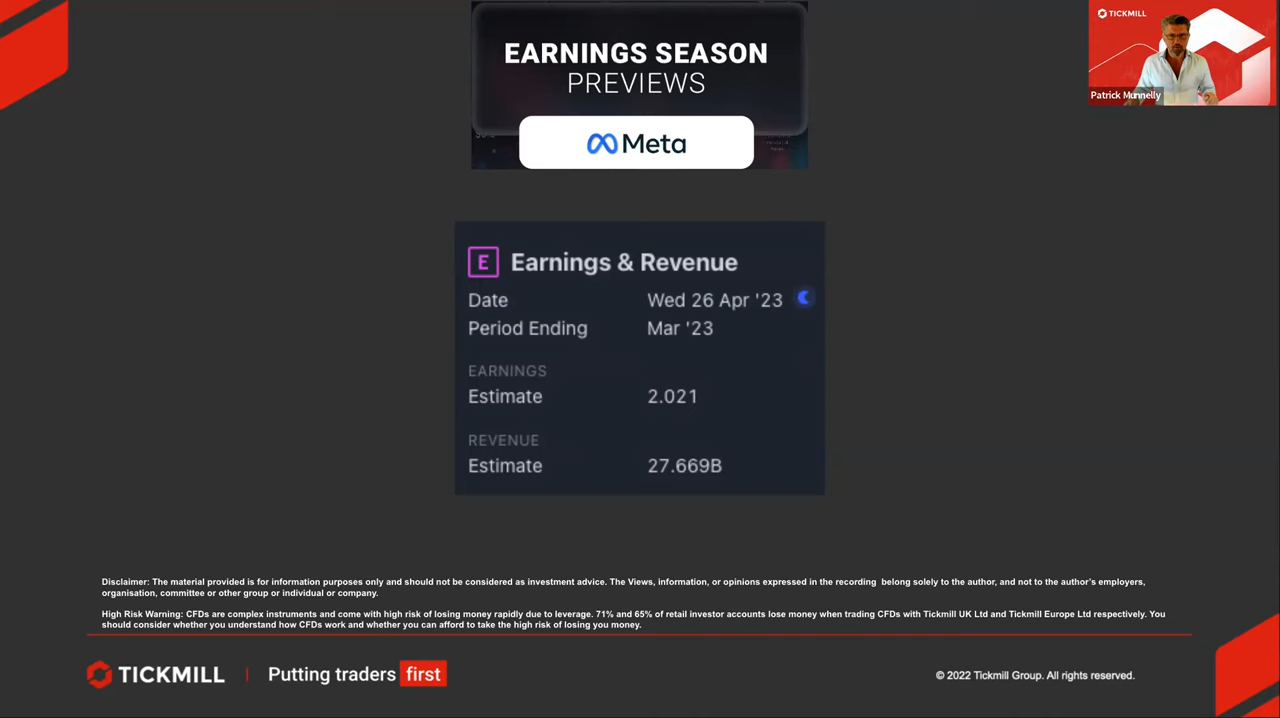 EARNINGS SEASON
PREVIEWS
Meta
TICKMILL
Patrick Munnelly
E Earnings & Revenue
Date Wed 26 Apr '23
Period Ending Mar '23
EARNINGS
Estimate 2.021
REVENUE
Estimate 27.669B
Disclaimer: The material provided is for information purposes only and should not be considered as investment advice. The Views, information, or opinions expressed in the recording belong solely to the author, and not to the author's employers,
organisation, committee or other group or individual or company.
High Risk Warning: CFDs are complex instruments and come with high risk of losing money rapidly due to leverage. 71% and 65% of retail investor accounts lose money when trading CFDs with Tickmill UK Ltd and Tickmill Europe Ltd respectively. You
should consider whether you understand how CFDs work and whether you can afford to take the high risk of losing you money.
TICKMILL | Putting traders first
© 2022 Tickmill Group. All rights reserved.